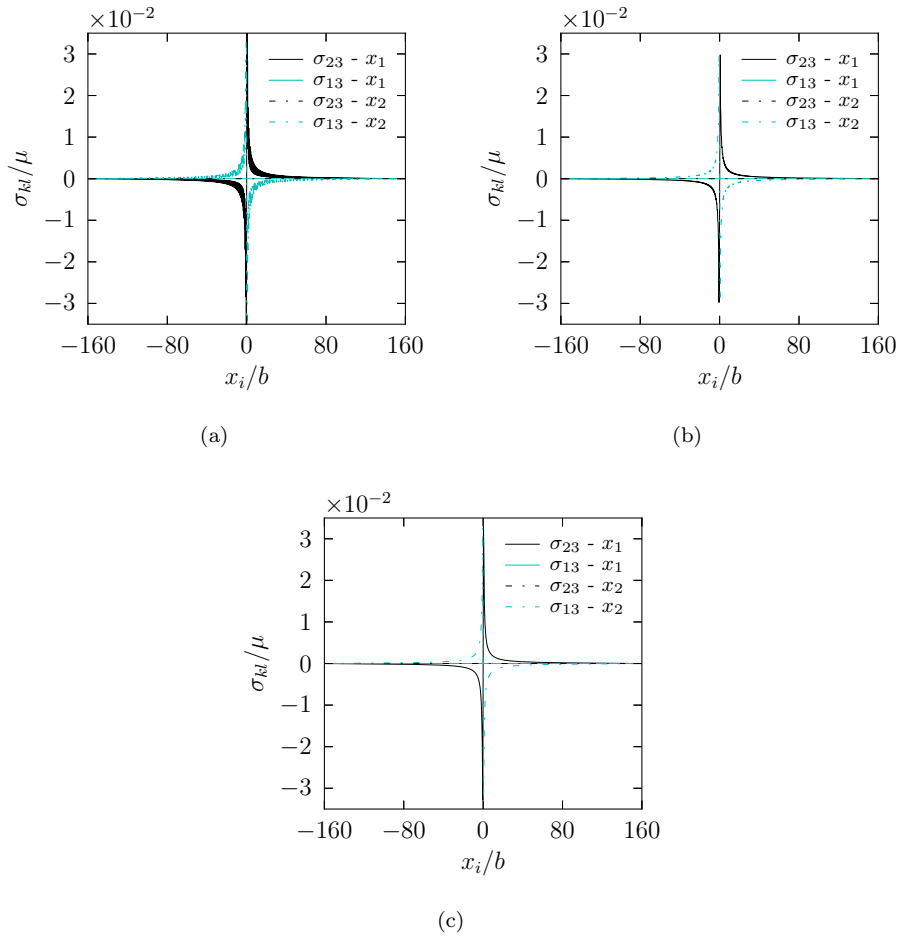 ×10⁻² ×10⁻²
3 σ₂₃ - x₁ 3 σ₂₃ - x₁
2 σ₁₃ - x₁ 2 σ₁₃ - x₁
σ₂₃ - x₂ σ₂₃ - x₂
1 σ₁₃ - x₂ 1 σ₁₃ - x₂
σₖₗ/μ 0 σₖₗ/μ 0
−1 −1
−2 −2
−3 −3
−160 −80 0 80 160 −160 −80 0 80 160
xᵢ/b xᵢ/b
(a) (b)
×10⁻²
3 σ₂₃ - x₁
2 σ₁₃ - x₁
σ₂₃ - x₂
1 σ₁₃ - x₂
σₖₗ/μ 0
−1
−2
−3
−160 −80 0 80 160
xᵢ/b
(c)